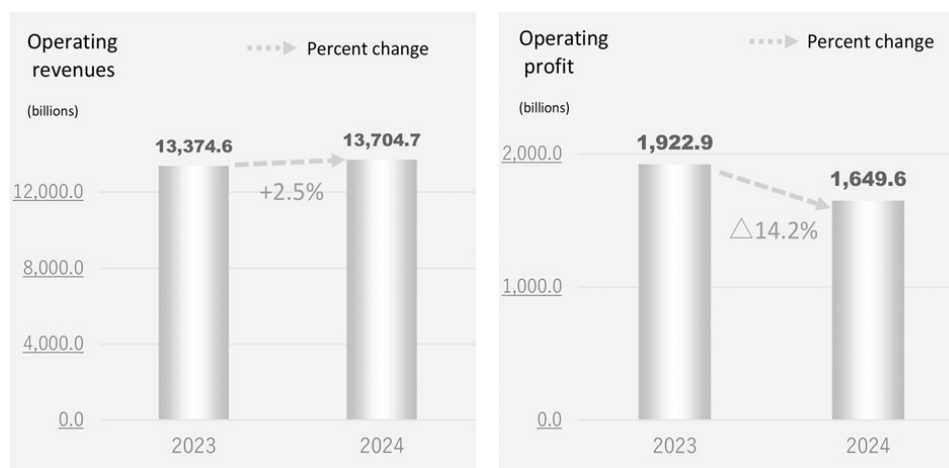 Operating
revenues
Percent change
(billions)
13,374.6
13,704.7
+2.5%
12,000.0
8,000.0
4,000.0
0.0
2023
2024
Operating
profit
Percent change
(billions)
1,922.9
1,649.6
△14.2%
2,000.0
1,000.0
0.0
2023
2024